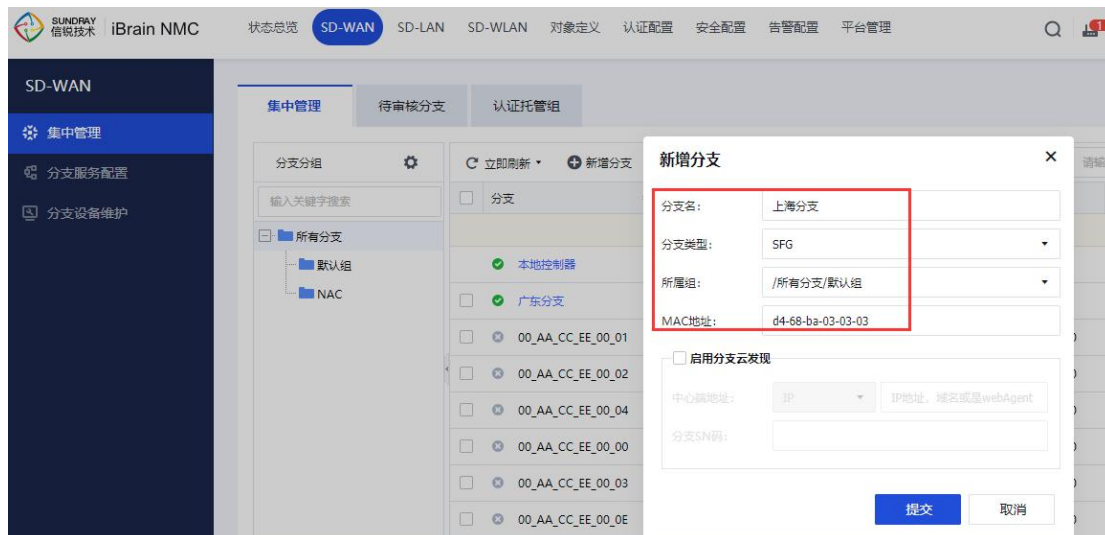 SUNDRAY
信锐技术 iBrain NMC 状态总览 SD-WAN SD-LAN SD-WLAN 对象定义 认证配置 安全配置 告警配置 平台管理 1
SD-WAN
集中管理
分支服务配置
分支设备维护
集中管理 待审核分支 认证托管组
分支分组
输入关键字搜索
所有分支
默认组
NAC
立即刷新 新增分支
分支
本地控制器
广东分支
00_AA_CC_EE_00_01
00_AA_CC_EE_00_02
00_AA_CC_EE_00_04
00_AA_CC_EE_00_00
00_AA_CC_EE_00_03
00_AA_CC_EE_00_0E
新增分支
分支名: 上海分支
分支类型: SFG
所属组: /所有分支/默认组
MAC地址: d4-68-ba-03-03-03
启用分支云发现
中心端地址: IP IP地址，域名或是webAgent
分支SN码:
提交 取消